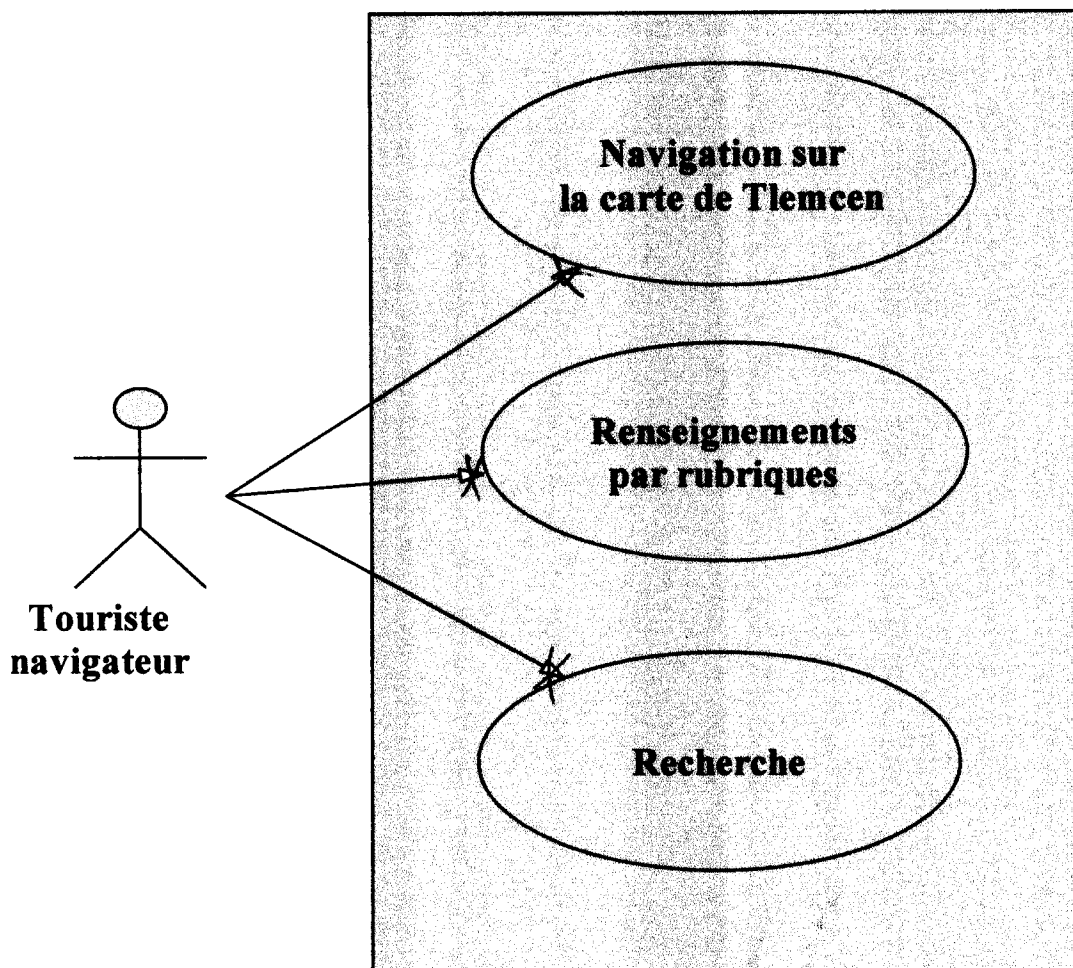 Navigation sur
la carte de Tlemcen
Renseignements
par rubriques
Touriste
navigateur
Recherche